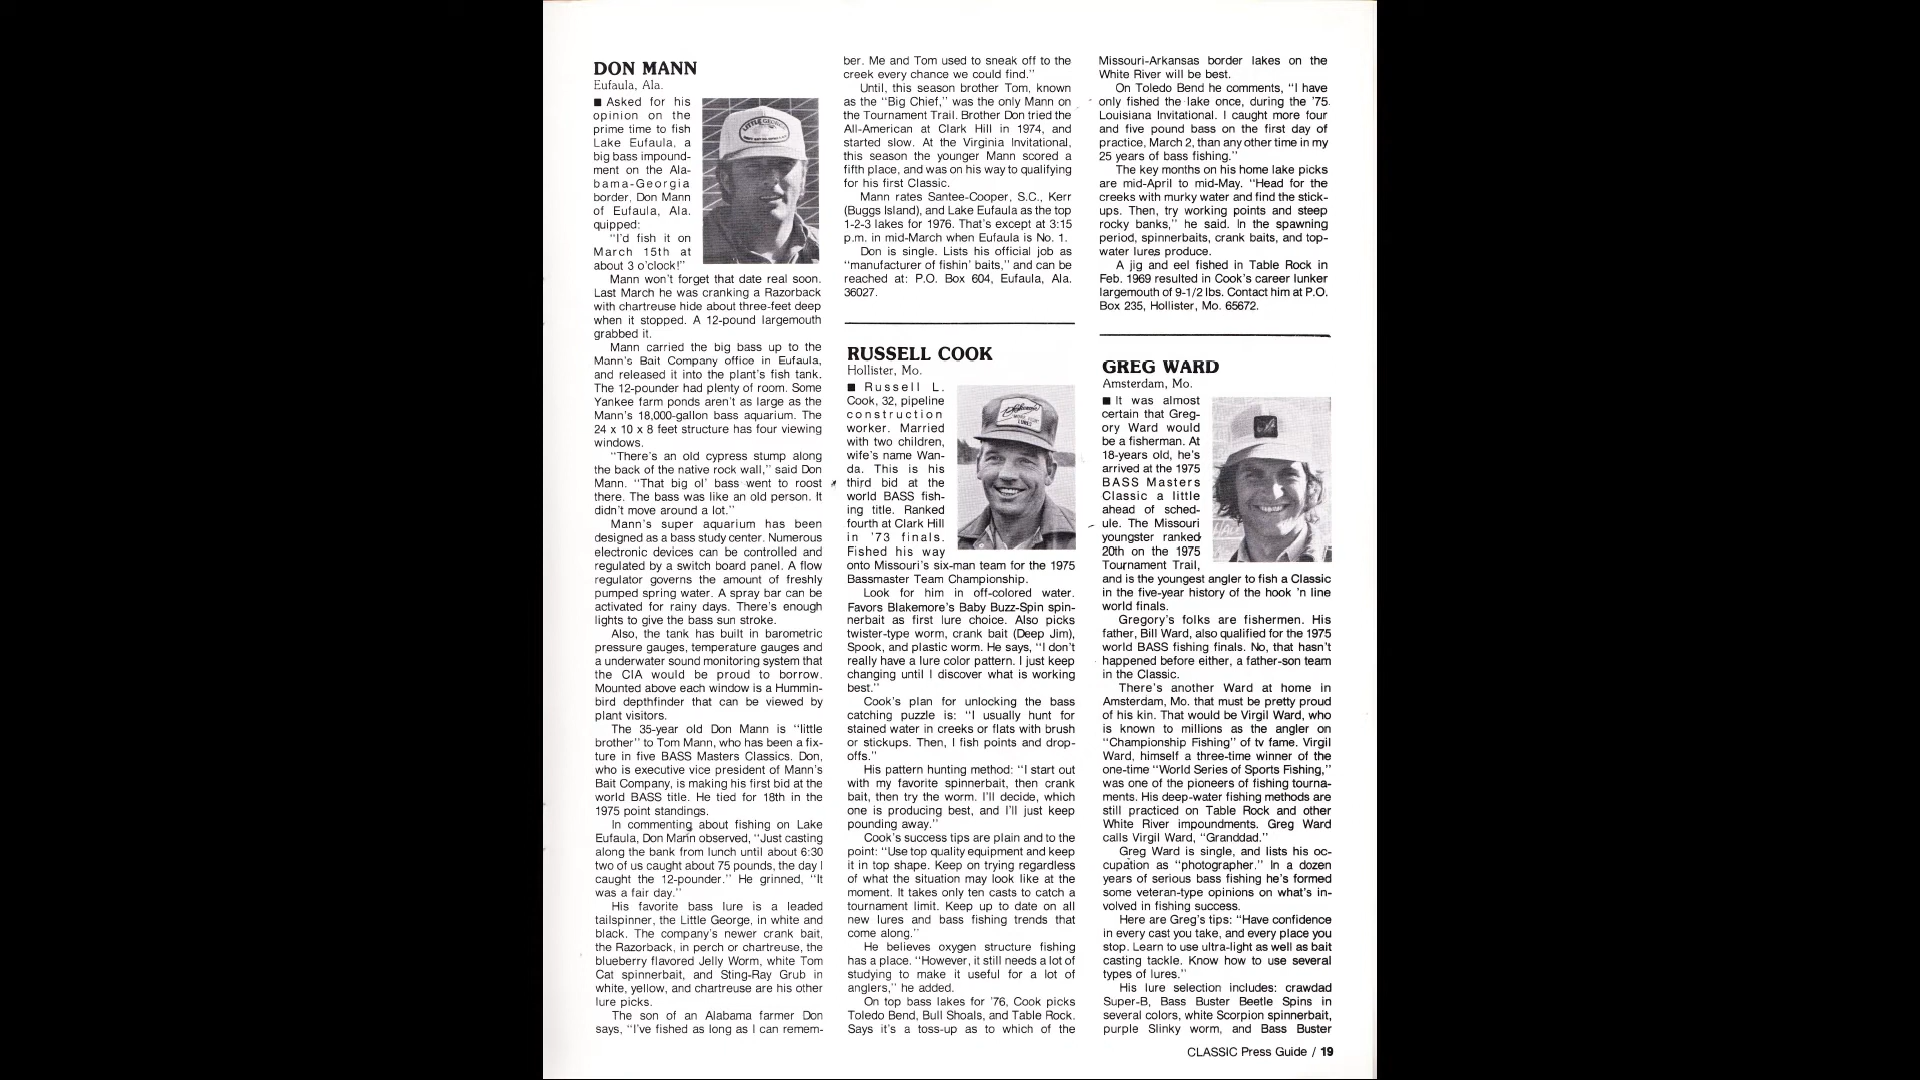 DON MANN
Eufaula, Ala.
■ Asked for his
opinion on the
prime time to fish
Lake Eufaula, a
big bass impound-
ment on the Ala-
bama-Georgia
border, Don Mann
of Eufaula, Ala.
quipped:
"I'd fish it on
March 15th at
about 3 o'clock!"
LITTLE GEORGE
Mann won't forget that date real soon.
Last March he was cranking a Razorback
with chartreuse hide about three-feet deep
when it stopped. A 12-pound largemouth
grabbed it.
Mann carried the big bass up to the
Mann's Bait Company office in Eufaula,
and released it into the plant's fish tank.
The 12-pounder had plenty of room. Some
Yankee farm ponds aren't as large as the
Mann's 18,000-gallon bass aquarium. The
24 x 10 x 8 feet structure has four viewing
windows.
"There's an old cypress stump along
the back of the native rock wall," said Don
Mann. "That big ol' bass went to roost
there. The bass was like an old person. It
didn't move around a lot."
Mann's super aquarium has been
designed as a bass study center. Numerous
electronic devices can be controlled and
regulated by a switch board panel. A flow
regulator governs the amount of freshly
pumped spring water. A spray bar can be
activated for rainy days. There's enough
lights to give the bass sun stroke.
Also, the tank has built in barometric
pressure gauges, temperature gauges and
a underwater sound monitoring system that
the CIA would be proud to borrow.
Mounted above each window is a Hummin-
bird depthfinder that can be viewed by
plant visitors.
The 35-year old Don Mann is "little
brother" to Tom Mann, who has been a fix-
ture in five BASS Masters Classics. Don,
who is executive vice president of Mann's
Bait Company, is making his first bid at the
world BASS title. He tied for 18th in the
1975 point standings.
In commenting about fishing on Lake
Eufaula, Don Mann observed, "Just casting
along the bank from lunch until about 6:30
two of us caught about 75 pounds, the day I
caught the 12-pounder." He grinned, "It
was a fair day."
His favorite bass lure is a leaded
tailspinner, the Little George, in white and
black. The company's newer crank bait,
the Razorback, in perch or chartreuse, the
blueberry flavored Jelly Worm, white Tom
Cat spinnerbait, and Sting-Ray Grub in
white, yellow, and chartreuse are his other
lure picks.
The son of an Alabama farmer Don
says, "I've fished as long as I can remem-
ber. Me and Tom used to sneak off to the
creek every chance we could find."
Until, this season brother Tom, known
as the "Big Chief," was the only Mann on
the Tournament Trail. Brother Don tried the
All-American at Clark Hill in 1974, and
started slow. At the Virginia Invitational,
this season the younger Mann scored a
fifth place, and was on his way to qualifying
for his first Classic.
Mann rates Santee-Cooper, S.C., Kerr
(Buggs Island), and Lake Eufaula as the top
1-2-3 lakes for 1976. That's except at 3:15
p.m. in mid-March when Eufaula is No. 1.
Don is single. Lists his official job as
"manufacturer of fishin' baits," and can be
reached at: P.O. Box 604, Eufaula, Ala.
36027.
RUSSELL COOK
Hollister, Mo.
■ Russell L.
Cook, 32, pipeline
construction
worker. Married
with two children,
wife's name Wan-
da. This is his
third bid at the
world BASS fish-
ing title. Ranked
fourth at Clark Hill
in '73 finals.
Fished his way
onto Missouri's six-man team for the 1975
Bassmaster Team Championship.
Look for him in off-colored water.
Favors Blakemore's Baby Buzz-Spin spin-
nerbait as first lure choice. Also picks
twister-type worm, crank bait (Deep Jim),
Spook, and plastic worm. He says, "I don't
really have a lure color pattern. I just keep
changing until I discover what is working
best."
Cook's plan for unlocking the bass
catching puzzle is: "I usually hunt for
stained water in creeks or flats with brush
or stickups. Then, I fish points and drop-
offs."
His pattern hunting method: "I start out
with my favorite spinnerbait, then crank
bait, then try the worm. I'll decide, which
one is producing best, and I'll just keep
pounding away."
Cook's success tips are plain and to the
point: "Use top quality equipment and keep
it in top shape. Keep on trying regardless
of what the situation may look like at the
moment. It takes only ten casts to catch a
tournament limit. Keep up to date on all
new lures and bass fishing trends that
come along."
He believes oxygen structure fishing
has a place. "However, it still needs a lot of
studying to make it useful for a lot of
anglers," he added.
On top bass lakes for '76, Cook picks
Toledo Bend, Bull Shoals, and Table Rock.
Says it's a toss-up as to which of the
Missouri-Arkansas border lakes on the
White River will be best.
On Toledo Bend he comments, "I have
only fished the lake once, during the '75
Louisiana Invitational. I caught more four
and five pound bass on the first day of
practice, March 2, than any other time in my
25 years of bass fishing."
The key months on his home lake picks
are mid-April to mid-May. "Head for the
creeks with murky water and find the stick-
ups. Then, try working points and steep
rocky banks," he said. In the spawning
period, spinnerbaits, crank baits, and top-
water lures produce.
A jig and eel fished in Table Rock in
Feb. 1969 resulted in Cook's career lunker
largemouth of 9-1/2 lbs. Contact him at P.O.
Box 235, Hollister, Mo. 65672.
GREG WARD
Amsterdam, Mo.
■ It was almost
certain that Greg-
ory Ward would
be a fisherman. At
18-years old, he's
arrived at the 1975
BASS Masters
Classic a little
ahead of sched-
ule. The Missouri
youngster ranked
20th on the 1975
Tournament Trail,
and is the youngest angler to fish a Classic
in the five-year history of the hook 'n line
world finals.
Gregory's folks are fishermen. His
father, Bill Ward, also qualified for the 1975
world BASS fishing finals. No, that hasn't
happened before either, a father-son team
in the Classic.
There's another Ward at home in
Amsterdam, Mo. that must be pretty proud
of his kin. That would be Virgil Ward, who
is known to millions as the angler on
"Championship Fishing" of tv fame. Virgil
Ward, himself a three-time winner of the
one-time "World Series of Sports Fishing,"
was one of the pioneers of fishing tourna-
ments. His deep-water fishing methods are
still practiced on Table Rock and other
White River impoundments. Greg Ward
calls Virgil Ward, "Granddad."
Greg Ward is single, and lists his oc-
cupation as "photographer." In a dozen
years of serious bass fishing he's formed
some veteran-type opinions on what's in-
volved in fishing success.
Here are Greg's tips: "Have confidence
in every cast you take, and every place you
stop. Learn to use ultra-light as well as bait
casting tackle. Know how to use several
types of lures."
His lure selection includes: crawdad
Super-B, Bass Buster Beetle Spins in
several colors, white Scorpion spinnerbait,
purple Slinky worm, and Bass Buster
CLASSIC Press Guide / 19